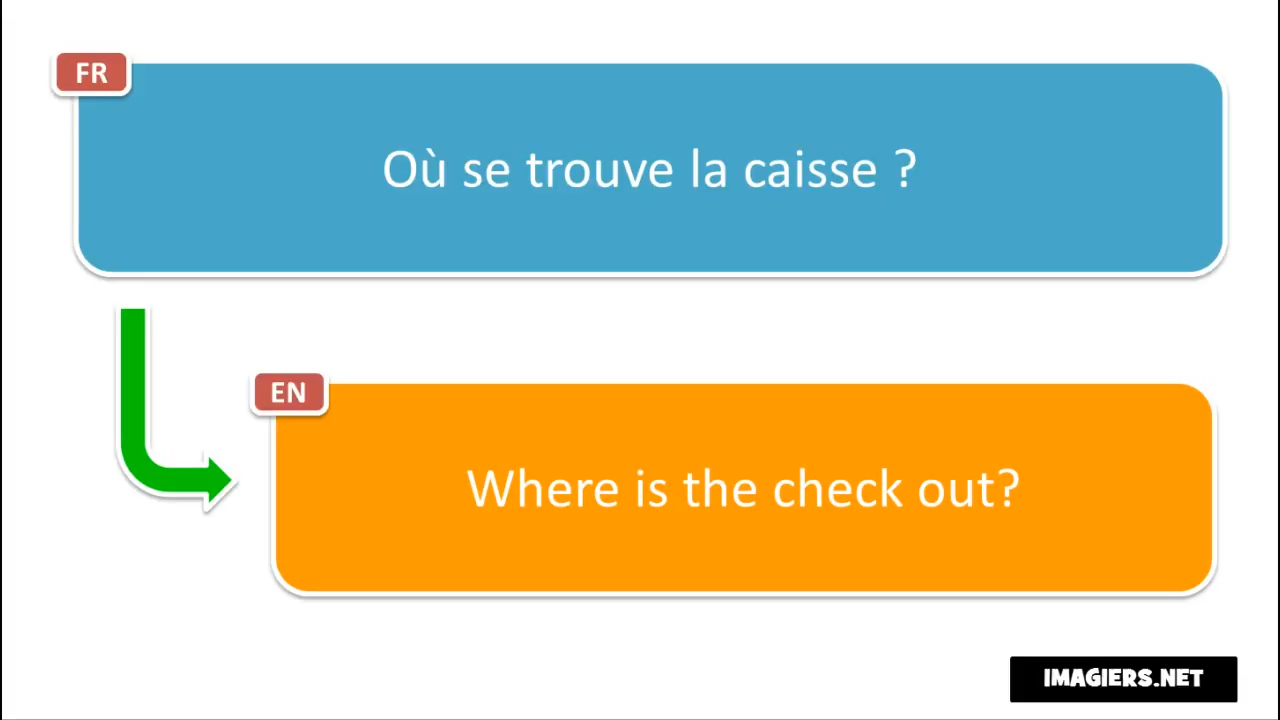 FR
Où se trouve la caisse ?
EN
Where is the check out?
IMAGIERS.NET